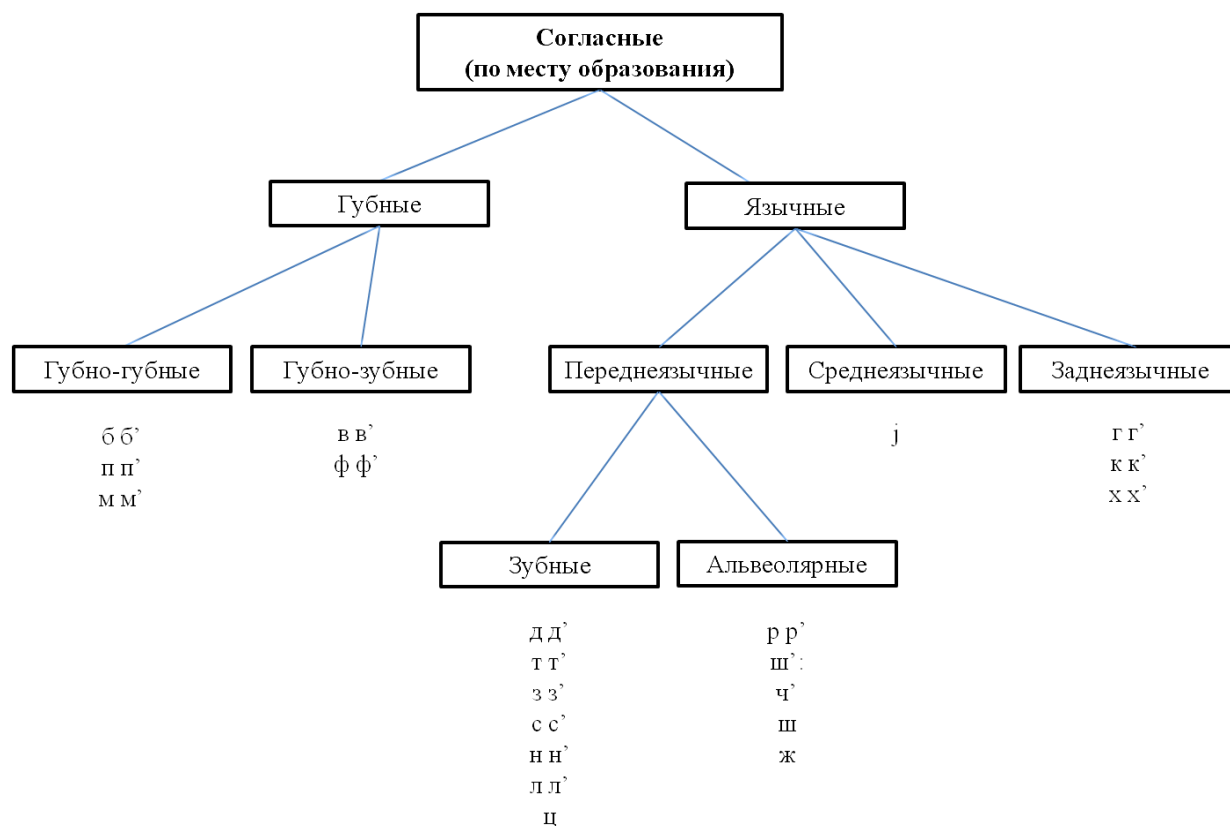 Согласные
(по месту образования)
Губные
Язычные
Губно-губные
Губно-зубные
Переднеязычные
Среднеязычные
Заднеязычные
б б’
п п’
м м’
в в’
ф ф’
j
г г’
к к’
х х’
Зубные
Альвеолярные
д д’
т т’
з з’
с с’
н н’
л л’
ц
р р’
ш’:
ч’
ш
ж